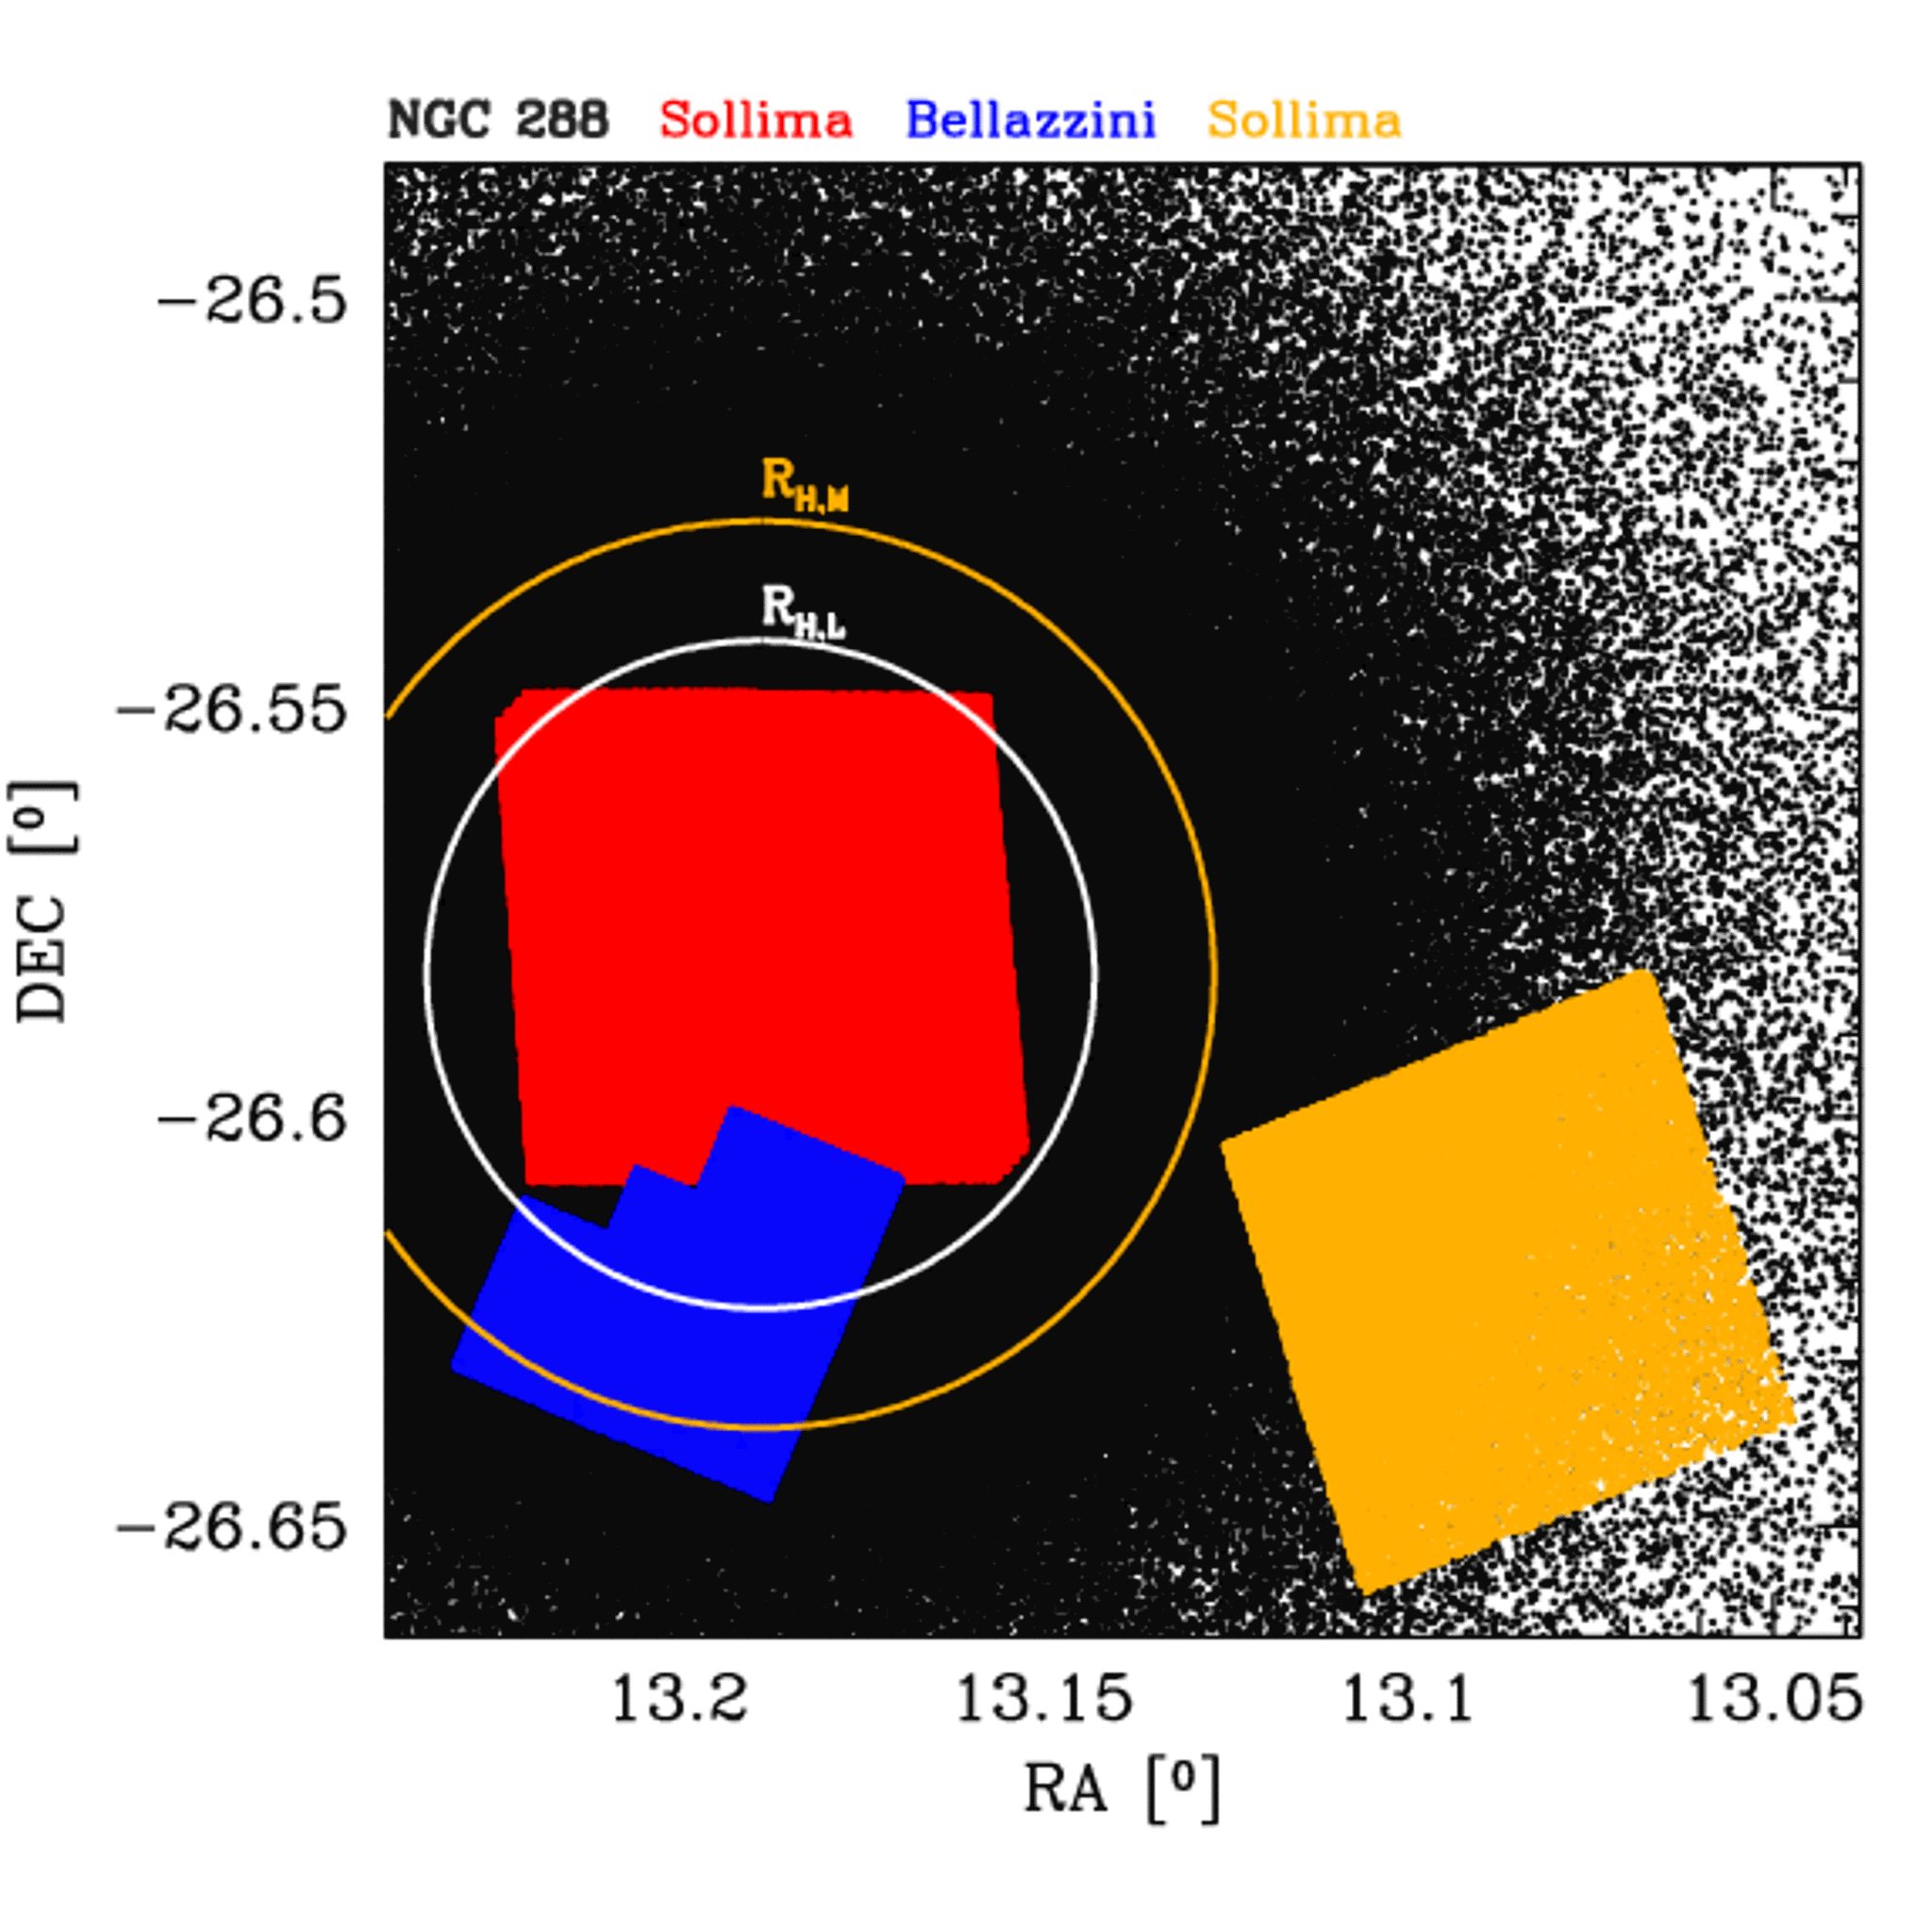 NGC 288 Sollima Bellazzini Sollima
−26.5
R_H,M
R_H,L
−26.55
DEC [º]
−26.6
−26.65
13.2 13.15 13.1 13.05
RA [º]